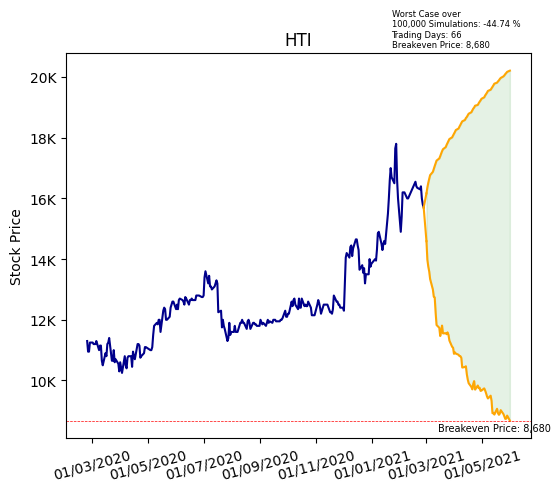 Worst Case over
100,000 Simulations: -44.74 %
Trading Days: 66
Breakeven Price: 8,680
HTI
Stock Price
20K
18K
16K
14K
12K
10K
Breakeven Price: 8,680
01/03/2020
01/05/2020
01/07/2020
01/09/2020
01/11/2020
01/01/2021
01/03/2021
01/05/2021